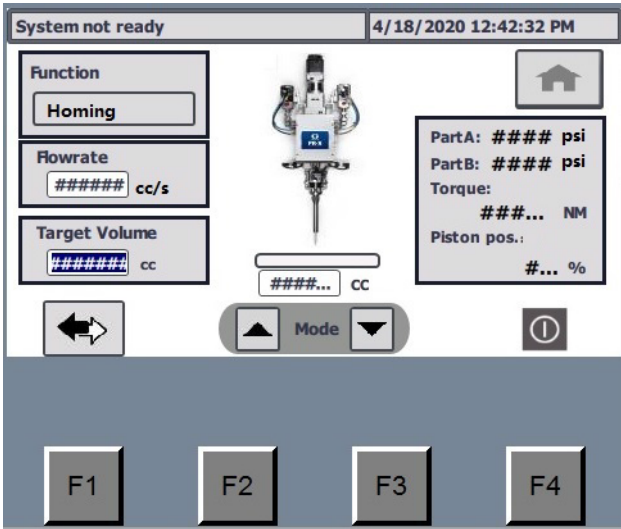 System not ready
4/18/2020 12:42:32 PM
Function
Homing
Flowrate
###### cc/s
Target Volume
####### cc
PR-X
####... cc
PartA: #### psi
PartB: #### psi
Torque:
###... NM
Piston pos.:
#... %
Mode
F1
F2
F3
F4